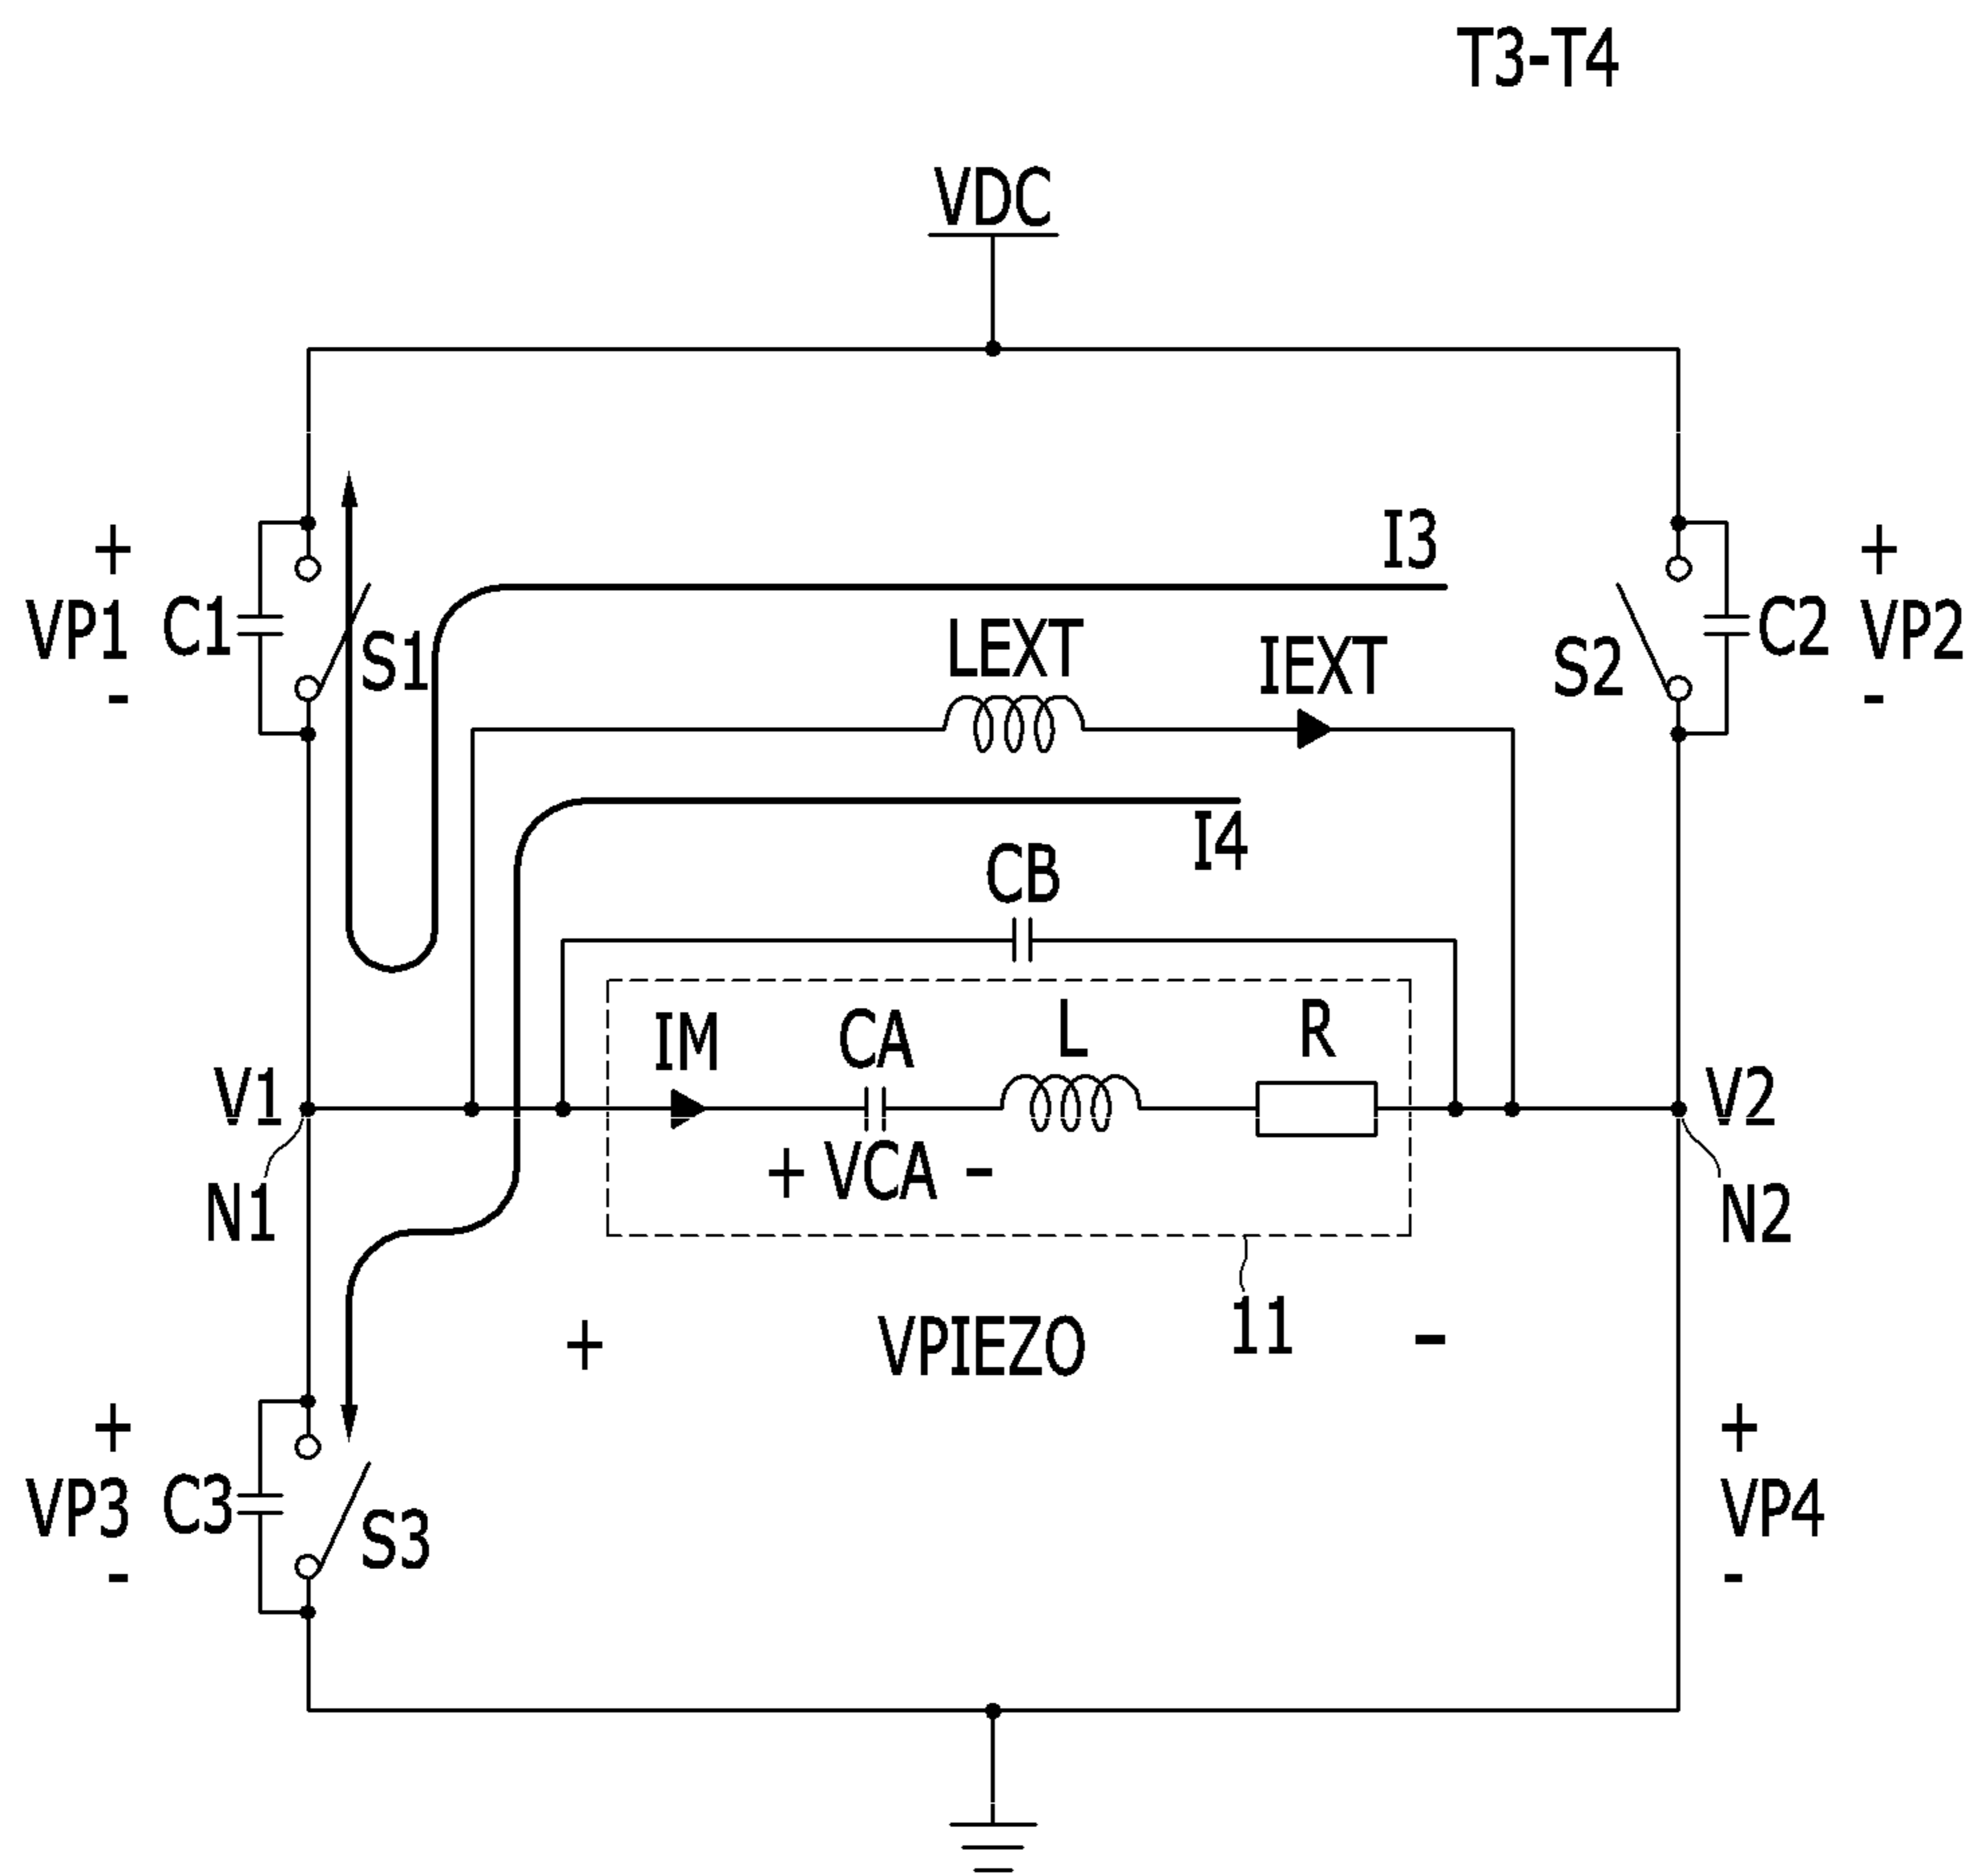 T3-T4
VDC
I3
+
VP1
-
C1
S1
LEXT
IEXT
S2
C2
+
VP2
-
I4
CB
IM
CA
L
R
V1
V2
+ VCA -
N1
N2
11
+ VPIEZO -
+
VP3
-
C3
S3
+
VP4
-